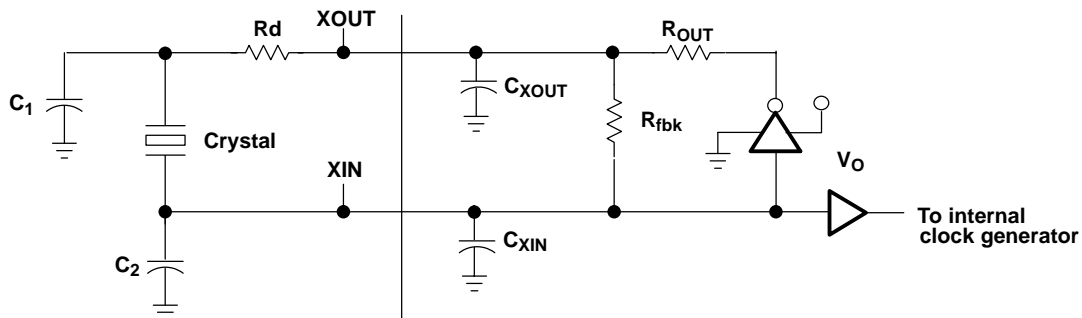 Rd
XOUT
ROUT
C1
CXOUT
Rfbk
Crystal
XIN
VO
To internal
clock generator
C2
CXIN